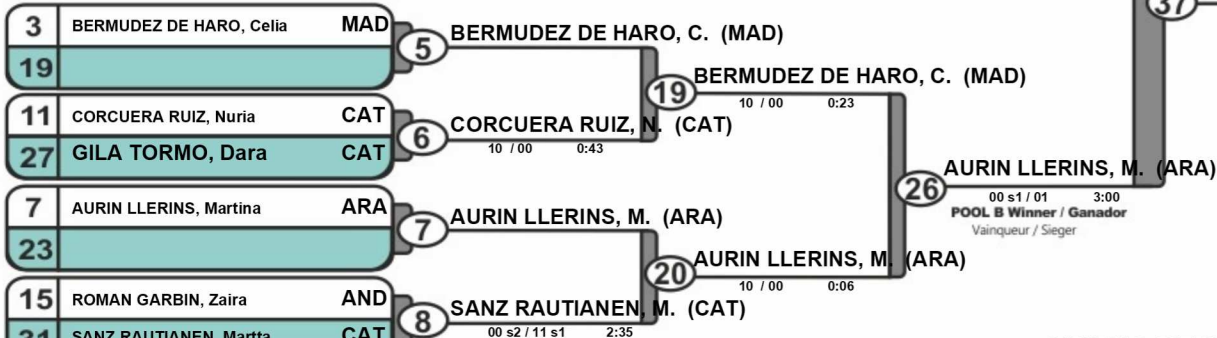 37
3 BERMUDEZ DE HARO, Celia MAD
19
5 BERMUDEZ DE HARO, C. (MAD)
19 BERMUDEZ DE HARO, C. (MAD)
10 / 00 0:23
11 CORCUERA RUIZ, Nuria CAT
27 GILA TORMO, Dara CAT
6 CORCUERA RUIZ, N. (CAT)
10 / 00 0:43
26 AURIN LLERINS, M. (ARA)
00 s1 / 01 3:00
POOL B Winner / Ganador
Vainqueur / Sieger
7 AURIN LLERINS, Martina ARA
23
7 AURIN LLERINS, M. (ARA)
20 AURIN LLERINS, M. (ARA)
10 / 00 0:06
15 ROMAN GARBIN, Zaira AND
31 SANZ RAUTIANEN, Martta CAT
8 SANZ RAUTIANEN, M. (CAT)
00 s2 / 11 s1 2:35